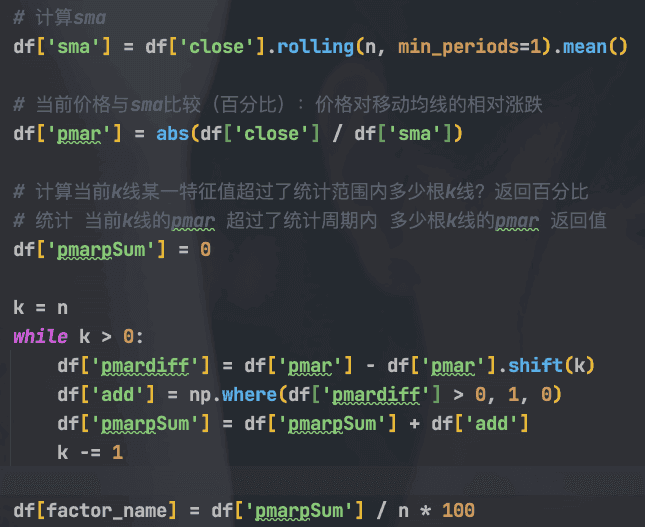 # 计算sma
df['sma'] = df['close'].rolling(n, min_periods=1).mean()
# 当前价格与sma比较（百分比）：价格对移动均线的相对涨跌
df['pmar'] = abs(df['close'] / df['sma'])
# 计算当前k线某一特征值超过了统计范围内多少根k线？返回百分比
# 统计 当前k线的pmar 超过了统计周期内 多少根k线的pmar 返回值
df['pmarpSum'] = 0
k = n
while k > 0:
    df['pmardiff'] = df['pmar'] - df['pmar'].shift(k)
    df['add'] = np.where(df['pmardiff'] > 0, 1, 0)
    df['pmarpSum'] = df['pmarpSum'] + df['add']
    k -= 1
df[factor_name] = df['pmarpSum'] / n * 100